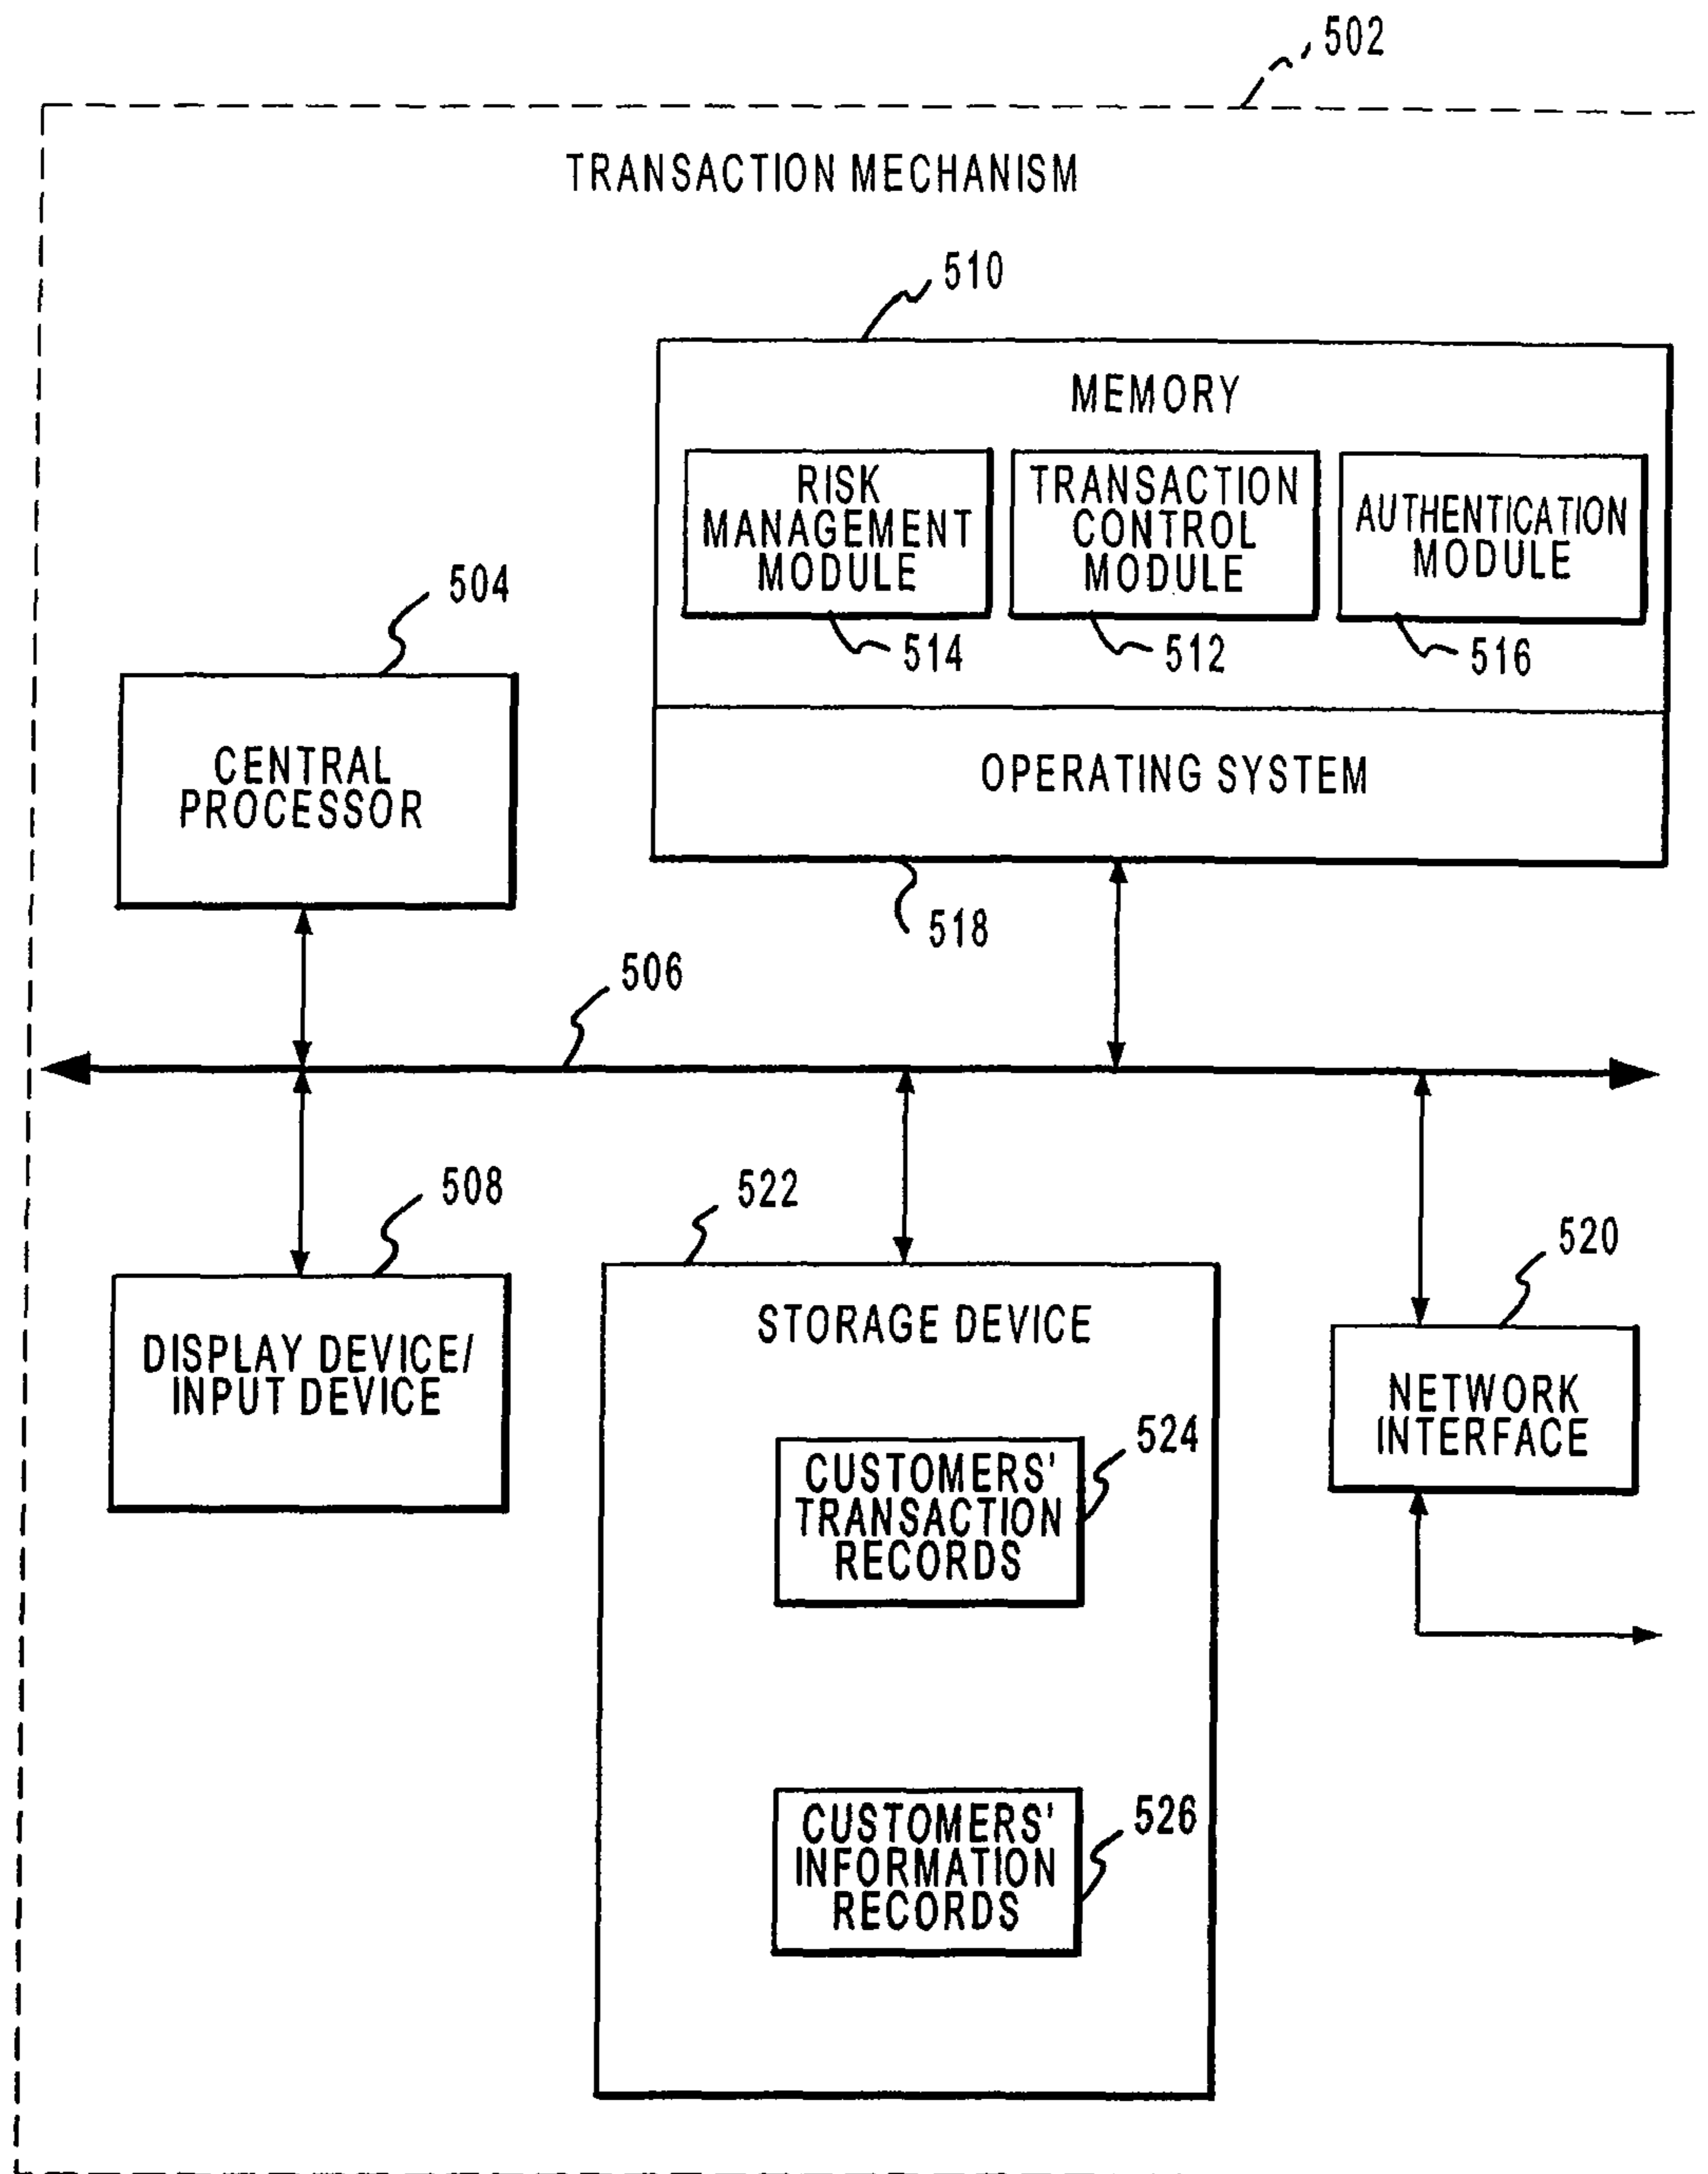 502
TRANSACTION MECHANISM
510
MEMORY
RISK
MANAGEMENT
MODULE
TRANSACTION
CONTROL
MODULE
AUTHENTICATION
MODULE
514
512
516
504
CENTRAL
PROCESSOR
OPERATING SYSTEM
518
506
508
DISPLAY DEVICE/
INPUT DEVICE
522
STORAGE DEVICE
524
CUSTOMERS'
TRANSACTION
RECORDS
526
CUSTOMERS'
INFORMATION
RECORDS
520
NETWORK
INTERFACE